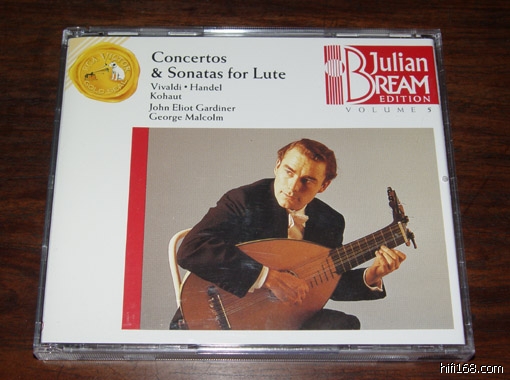 Concertos
& Sonatas for Lute
Vivaldi • Handel
Kohaut
John Eliot Gardiner
George Malcolm
Julian
BREAM
EDITION
VOLUME 5
hifi168.com